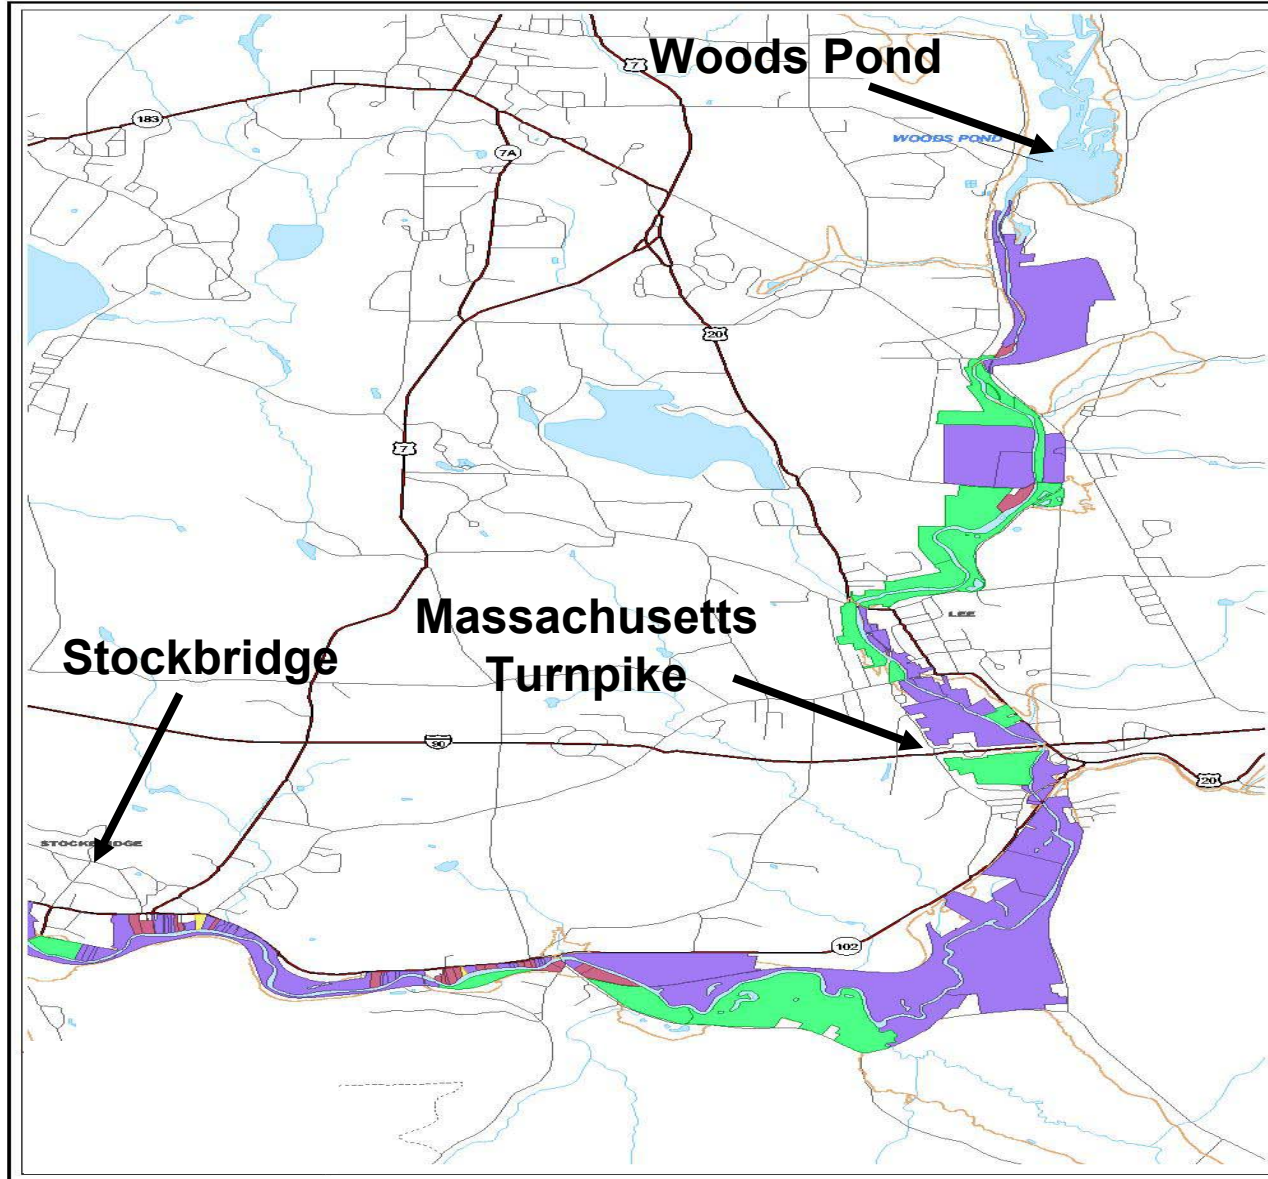 7
Woods Pond
183
WOODS POND
7A
20
7
LEE
Massachusetts
Turnpike
Stockbridge
90
20
STOCKBRIDGE
102